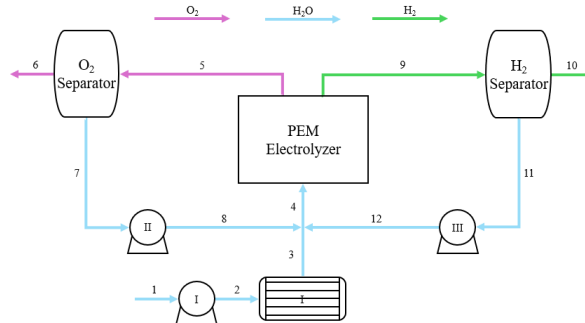 O₂
H₂O
H₂
6
O₂
Separator
5
9
H₂
Separator
10
PEM
Electrolyzer
7
11
4
II
8
12
III
3
1
I
2
I